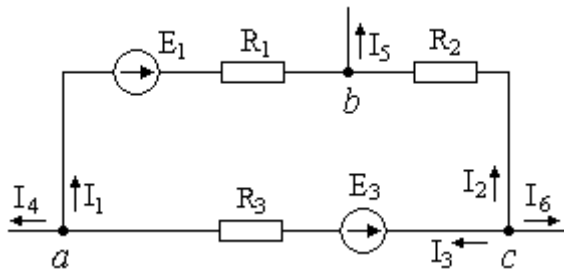 E₁ R₁ I₅ R₂
b
I₄ I₁ R₃ E₃ I₂ I₆
a I₃ c